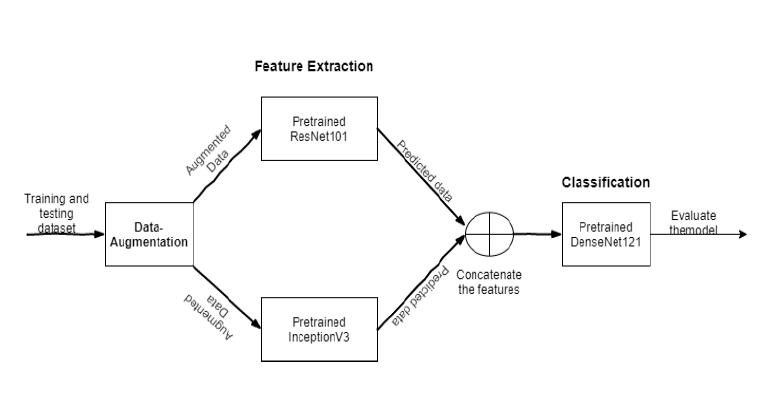 Feature Extraction
Pretrained
ResNet101
Augmented
Data
Predicted data
Training and
testing
dataset
Data-
Augmentation
Classification
Pretrained
DenseNet121
Evaluate
themodel
Concatenate
the features
Augmented
Data
Predicted data
Pretrained
InceptionV3